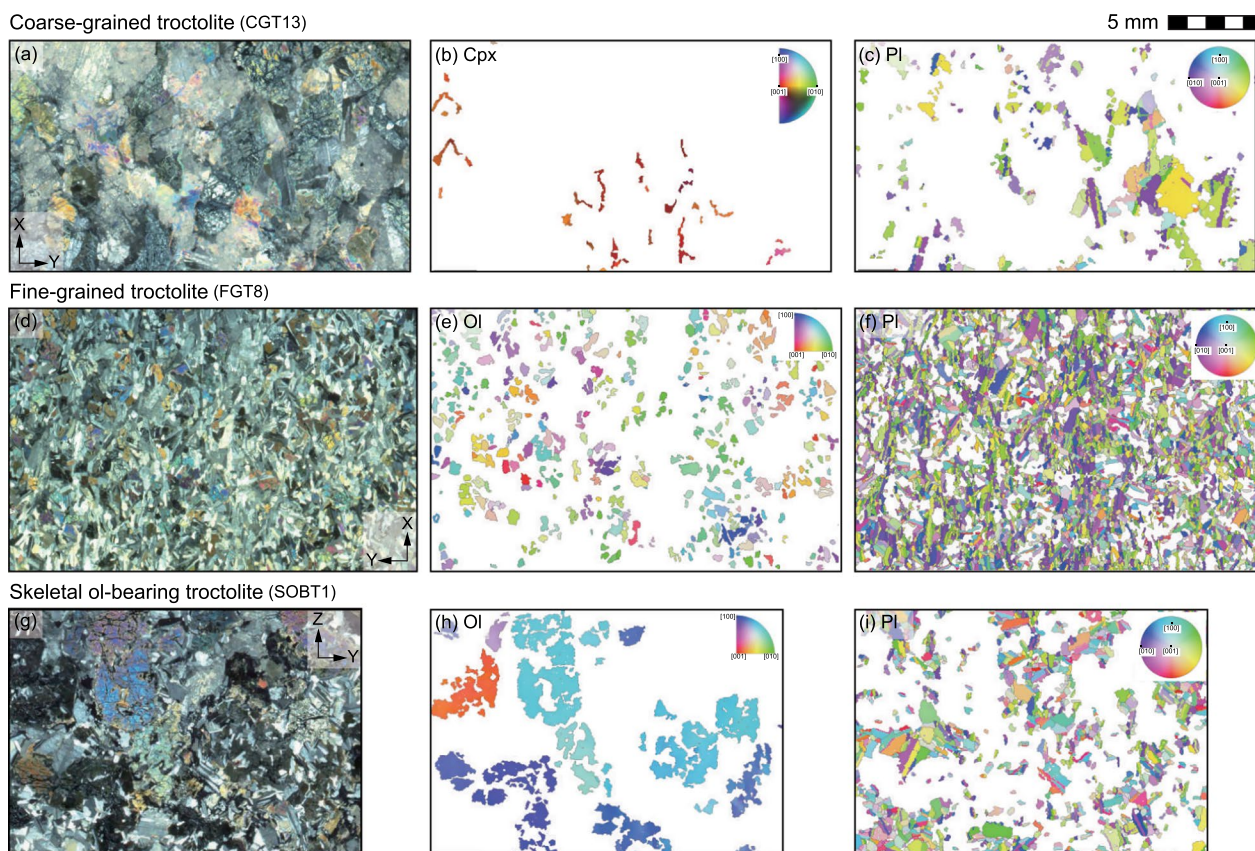 Coarse-grained troctolite (CGT13)
5 mm
(a)
X
Y
(b) Cpx
[100]
[001]
[010]
(c) Pl
[100]
[010]
[001]
Fine-grained troctolite (FGT8)
(d)
X
Y
(e) Ol
[100]
[001]
[010]
(f) Pl
[100]
[010]
[001]
Skeletal ol-bearing troctolite (SOBT1)
(g)
Z
Y
(h) Ol
[100]
[001]
[010]
(i) Pl
[100]
[010]
[001]